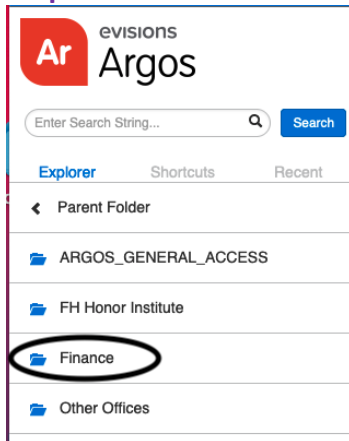 evisions
Ar Argos
Enter Search String... Search
Explorer Shortcuts Recent
Parent Folder
ARGOS_GENERAL_ACCESS
FH Honor Institute
Finance
Other Offices